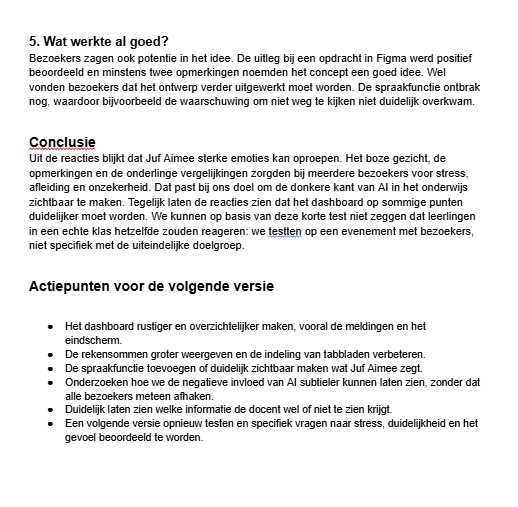 5. Wat werkte al goed?
Bezoekers zagen ook potentie in het idee. De uitleg bij een opdracht in Figma werd positief
beoordeeld en minstens twee opmerkingen noemden het concept een goed idee. Wel
vonden bezoekers dat het ontwerp verder uitgewerkt moet worden. De spraakfunctie ontbrak
nog, waardoor bijvoorbeeld de waarschuwing om niet weg te kijken niet duidelijk overkwam.
Conclusie
Uit de reacties blijkt dat Juf Aimee sterke emoties kan oproepen. Het boze gezicht, de
opmerkingen en de onderlinge vergelijkingen zorgden bij meerdere bezoekers voor stress,
afleiding en onzekerheid. Dat past bij ons doel om de donkere kant van AI in het onderwijs
zichtbaar te maken. Tegelijk laten de reacties zien dat het dashboard op sommige punten
duidelijker moet worden. We kunnen op basis van deze korte test niet zeggen dat leerlingen
in een echte klas hetzelfde zouden reageren: we testten op een evenement met bezoekers,
niet specifiek met de uiteindelijke doelgroep.
Actiepunten voor de volgende versie
● Het dashboard rustiger en overzichtelijker maken, vooral de meldingen en het
eindscherm.
● De rekensommen groter weergeven en de indeling van tabbladen verbeteren.
● De spraakfunctie toevoegen of duidelijk zichtbaar maken wat Juf Aimee zegt.
● Onderzoeken hoe we de negatieve invloed van AI subtieler kunnen laten zien, zonder dat
alle bezoekers meteen afhaken.
● Duidelijk laten zien welke informatie de docent wel of niet te zien krijgt.
● Een volgende versie opnieuw testen en specifiek vragen naar stress, duidelijkheid en het
gevoel beoordeeld te worden.